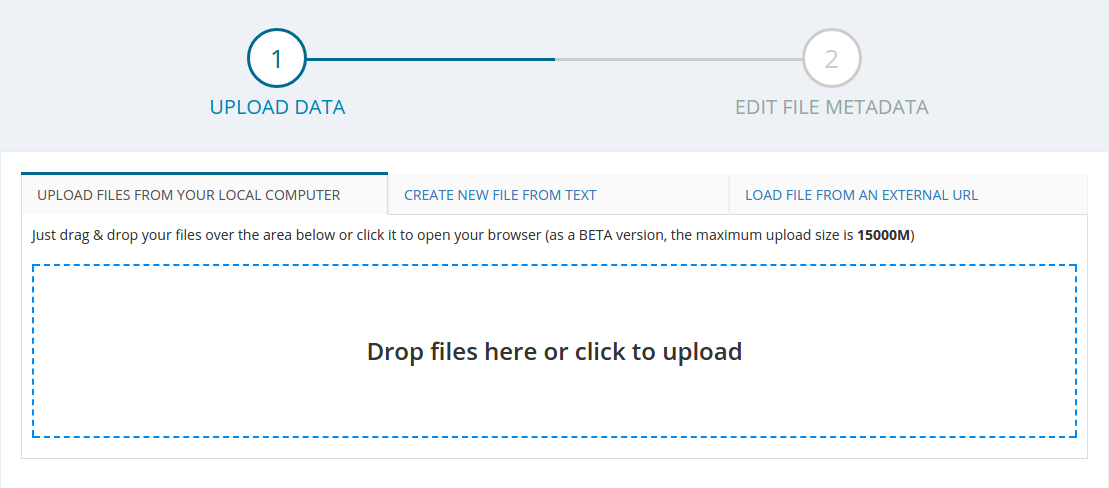 1
2
UPLOAD DATA
EDIT FILE METADATA
UPLOAD FILES FROM YOUR LOCAL COMPUTER
CREATE NEW FILE FROM TEXT
LOAD FILE FROM AN EXTERNAL URL
Just drag & drop your files over the area below or click it to open your browser (as a BETA version, the maximum upload size is 15000M)
Drop files here or click to upload